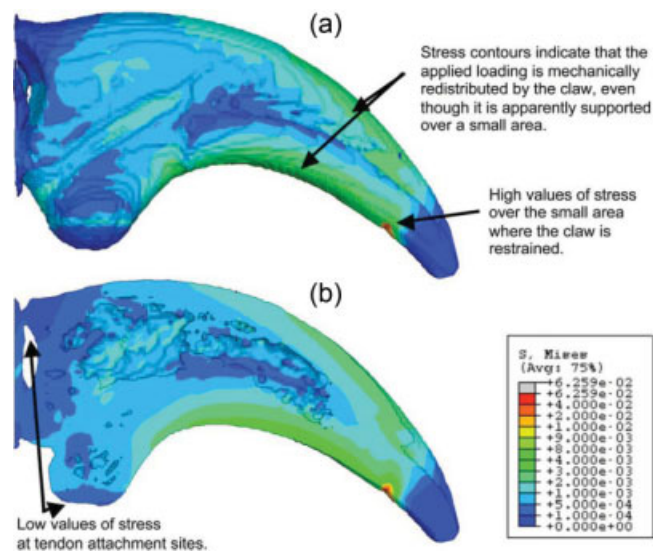 (a)
Stress contours indicate that the
applied loading is mechanically
redistributed by the claw, even
though it is apparently supported
over a small area.
High values of stress
over the small area
where the claw is
restrained.
(b)
S, Mises
(Avg: 75%)
+6.259e-02
+6.259e-02
+4.000e-02
+2.000e-02
+1.000e-02
+9.000e-03
+8.000e-03
+4.000e-03
+3.000e-03
+2.000e-03
+1.000e-03
+5.000e-04
+1.000e-04
+0.000e+00
Low values of stress
at tendon attachment sites.